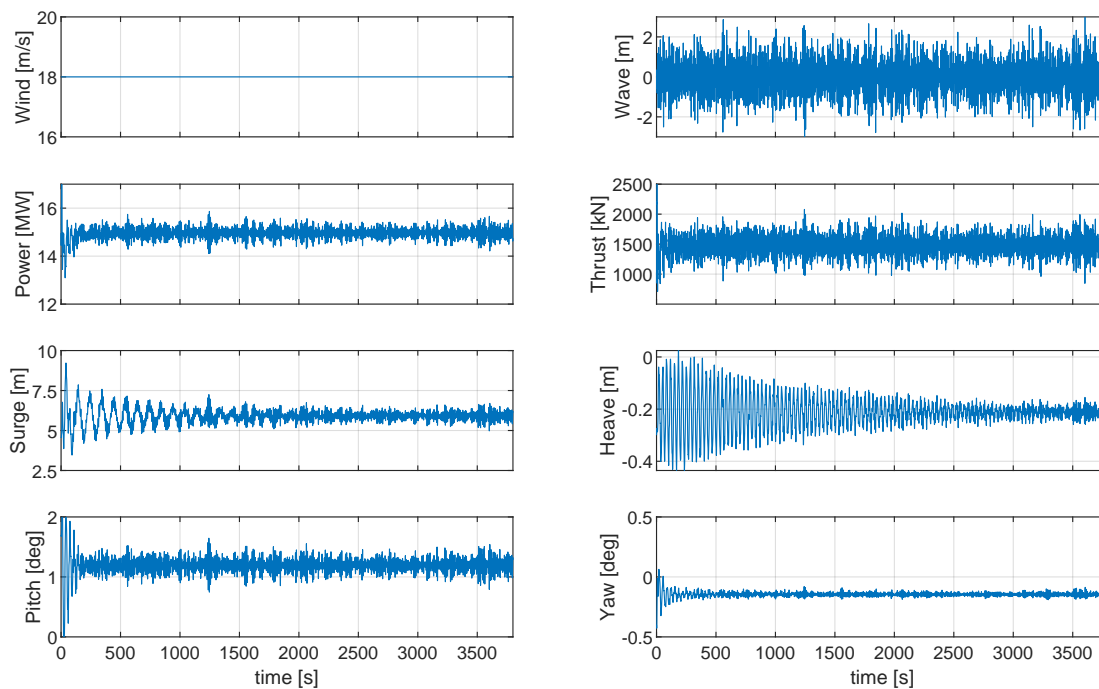 20
18
16
Wind [m/s]
2
0
-2
Wave [m]
16
14
12
Power [MW]
2500
2000
1500
1000
Thrust [kN]
10
7.5
5
2.5
Surge [m]
0
-0.2
-0.4
Heave [m]
2
1
0
Pitch [deg]
0 500 1000 1500 2000 2500 3000 3500
time [s]
0.5
0
-0.5
Yaw [deg]
0 500 1000 1500 2000 2500 3000 3500
time [s]